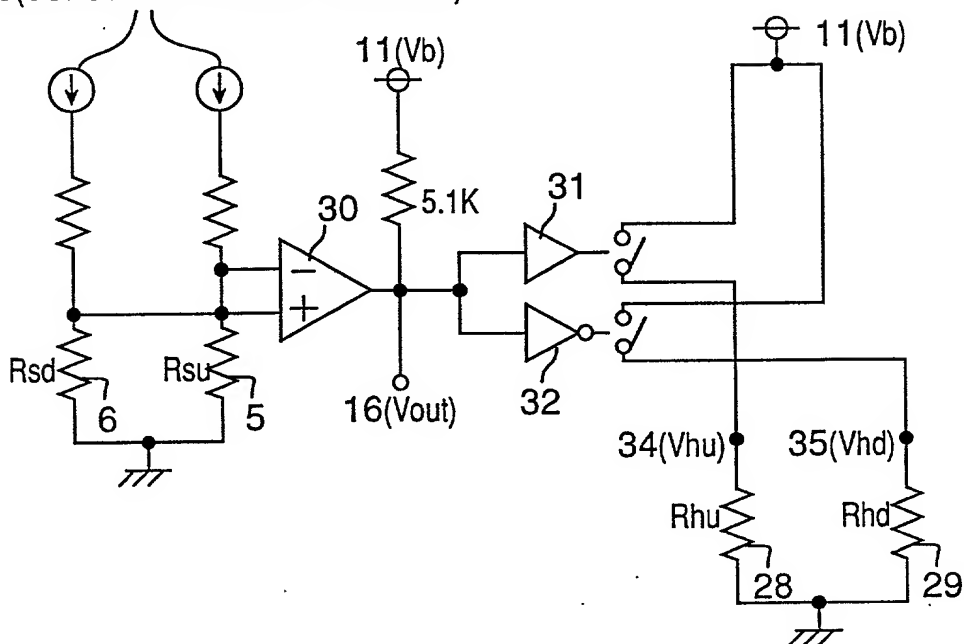 11(Vb)
11(Vb)
31
30
5.1K
Rsd
Rsu
6
5
16(Vout)
32
34(Vhu)
35(Vhd)
Rhu
Rhd
28
29